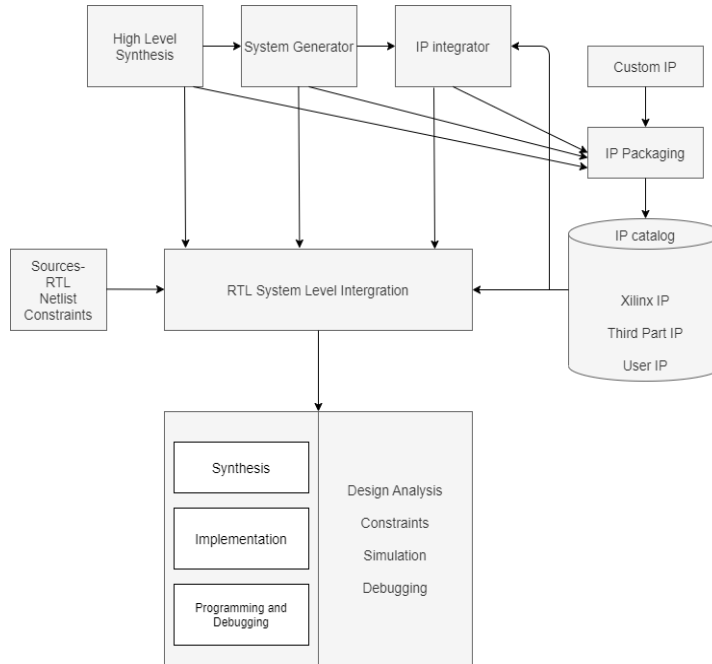 High Level
Synthesis
System Generator
IP integrator
Custom IP
IP Packaging
IP catalog
Xilinx IP
Third Part IP
User IP
Sources-
RTL
Netlist
Constraints
RTL System Level Intergration
Synthesis
Implementation
Programming and
Debugging
Design Analysis
Constraints
Simulation
Debugging